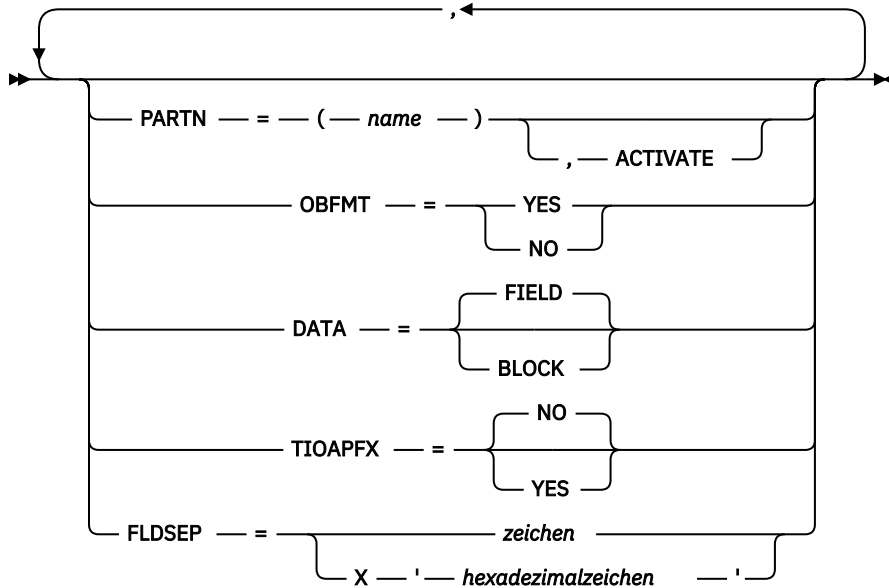 ,
PARTN = ( name )
, ACTIVATE
OBFMT = YES
NO
FIELD
DATA =
BLOCK
NO
TIOAPFX =
YES
FLDSEP = zeichen
X ' hexadezimalzeichen '